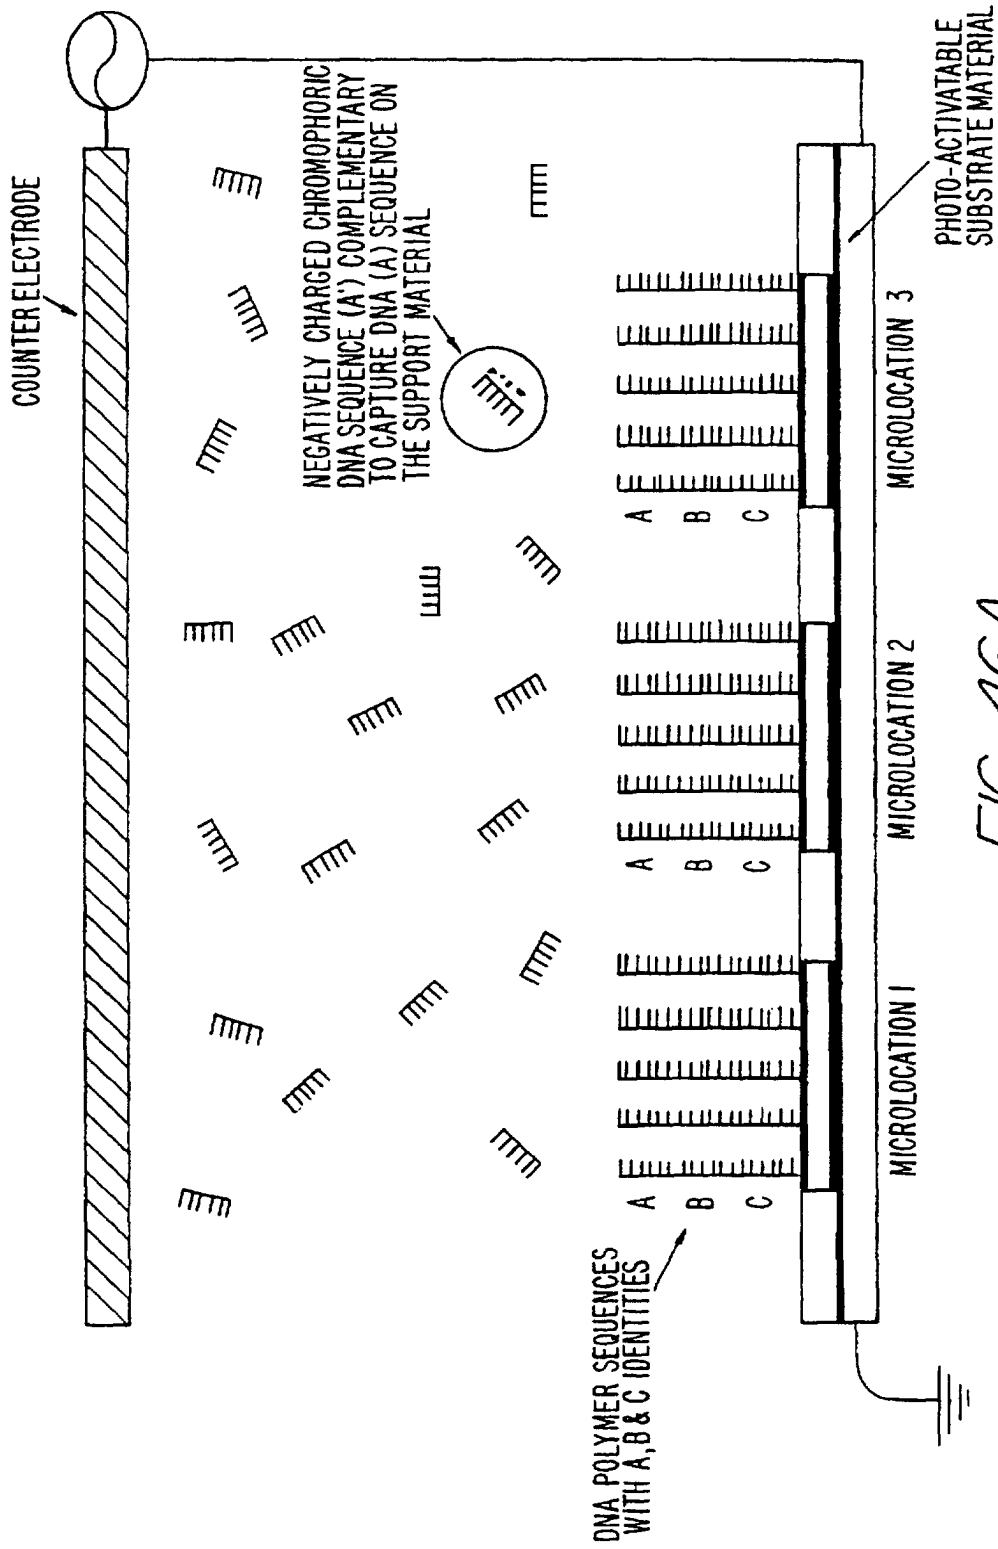 COUNTER ELECTRODE
NEGATIVELY CHARGED CHROMOPHORIC
DNA SEQUENCE (A') COMPLEMENTARY
TO CAPTURE DNA (A) SEQUENCE ON
THE SUPPORT MATERIAL
DNA POLYMER SEQUENCES
WITH A,B & C IDENTITIES
A
B
C
A
B
C
A
B
C
MICROLOCATION 1
MICROLOCATION 2
MICROLOCATION 3
PHOTO-ACTIVATABLE
SUBSTRATE MATERIAL
FIG.